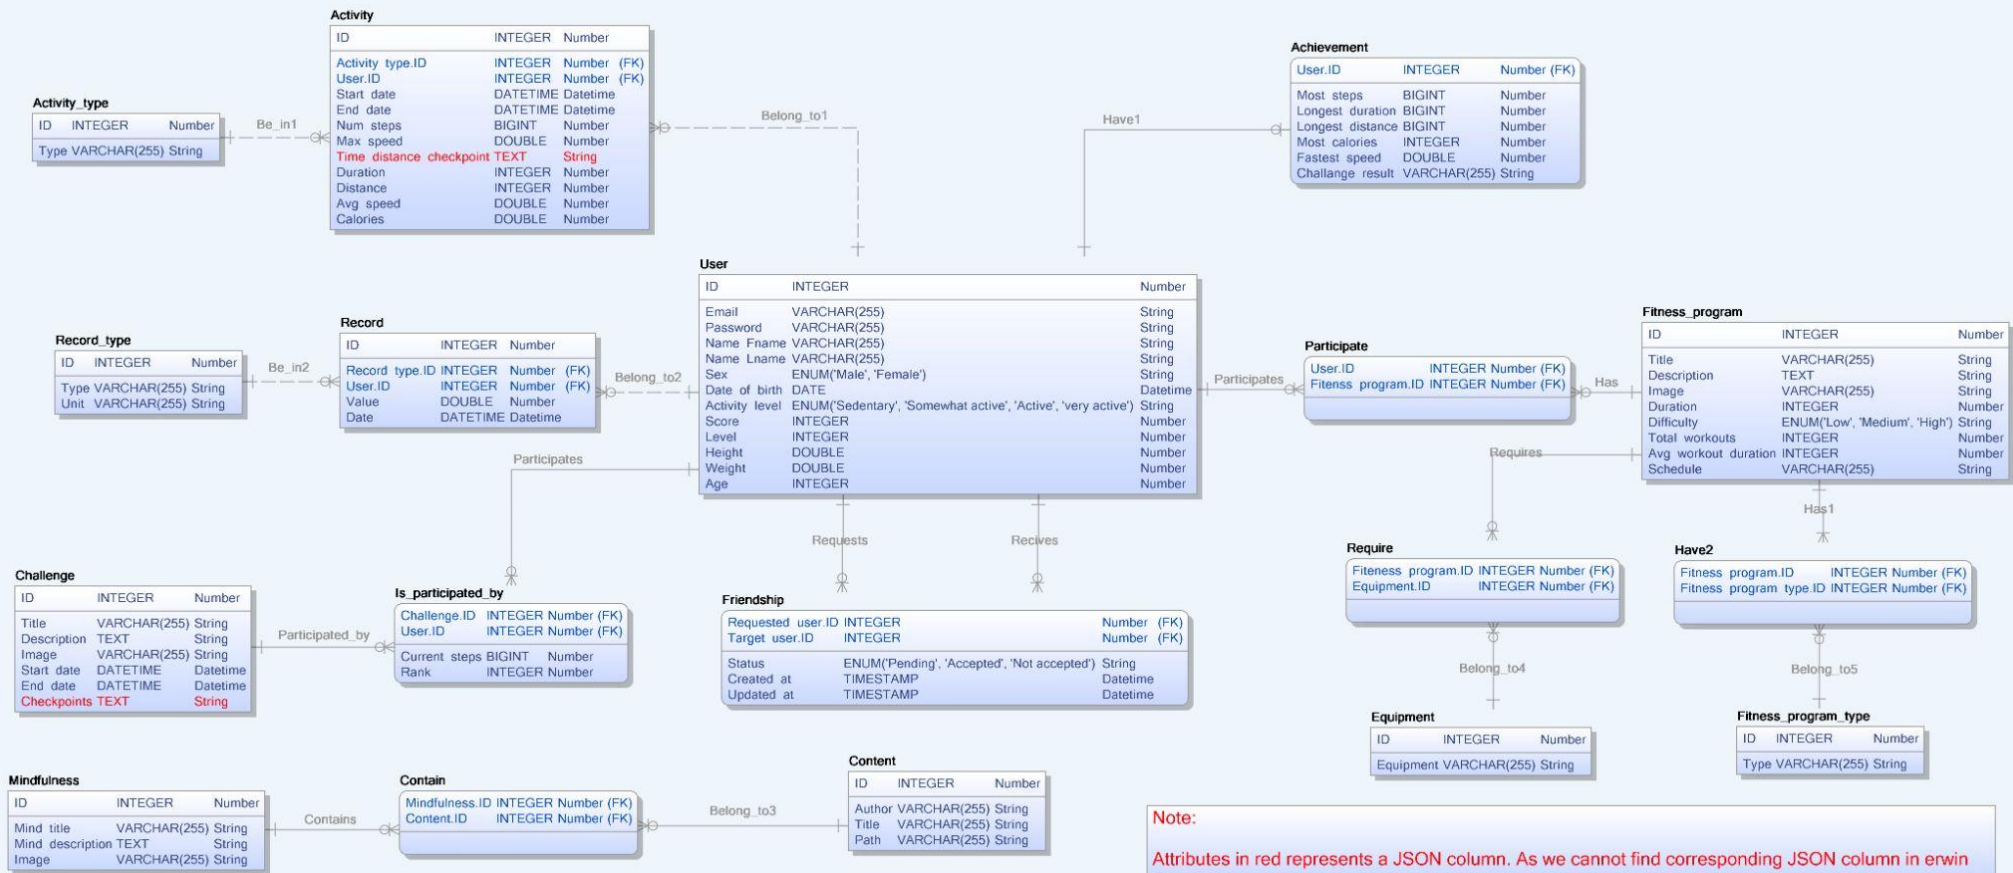 Activity
ID INTEGER Number
Activity type.ID INTEGER Number (FK)
User.ID INTEGER Number (FK)
Start date DATETIME Datetime
End date DATETIME Datetime
Num steps BIGINT Number
Max speed DOUBLE Number
Time distance checkpoint TEXT String
Duration INTEGER Number
Distance INTEGER Number
Avg speed DOUBLE Number
Calories DOUBLE Number
Achievement
User.ID INTEGER Number (FK)
Most steps BIGINT Number
Longest duration BIGINT Number
Longest distance BIGINT Number
Most calories INTEGER Number
Fastest speed DOUBLE Number
Challange result VARCHAR(255) String
Activity_type
ID INTEGER Number
Type VARCHAR(255) String
Be_in1
Belong_to1
Have1
User
ID INTEGER Number
Email VARCHAR(255) String
Password VARCHAR(255) String
Name Fname VARCHAR(255) String
Name Lname VARCHAR(255) String
Sex ENUM('Male', 'Female') String
Date of birth DATE Datetime
Activity level ENUM('Sedentary', 'Somewhat active', 'Active', 'very active') String
Score INTEGER Number
Level INTEGER Number
Height DOUBLE Number
Weight DOUBLE Number
Age INTEGER Number
Record_type
ID INTEGER Number
Type VARCHAR(255) String
Unit VARCHAR(255) String
Be_in2
Record
ID INTEGER Number
Record type.ID INTEGER Number (FK)
User.ID INTEGER Number (FK)
Value DOUBLE Number
Date DATETIME Datetime
Belong_to2
Participates
Participate
User.ID INTEGER Number (FK)
Fitenss program.ID INTEGER Number (FK)
Has
Fitness_program
ID INTEGER Number
Title VARCHAR(255) String
Description TEXT String
Image VARCHAR(255) String
Duration INTEGER Number
Difficulty ENUM('Low', 'Medium', 'High') String
Total workouts INTEGER Number
Avg workout duration INTEGER Number
Schedule VARCHAR(255) String
Participates
Requests
Recives
Requires
Has1
Challenge
ID INTEGER Number
Title VARCHAR(255) String
Description TEXT String
Image VARCHAR(255) String
Start date DATETIME Datetime
End date DATETIME Datetime
Checkpoints TEXT String
Participated_by
Is_participated_by
Challenge.ID INTEGER Number (FK)
User.ID INTEGER Number (FK)
Current steps BIGINT Number
Rank INTEGER Number
Friendship
Requested user.ID INTEGER Number (FK)
Target user.ID INTEGER Number (FK)
Status ENUM('Pending', 'Accepted', 'Not accepted') String
Created at TIMESTAMP Datetime
Updated at TIMESTAMP Datetime
Require
Fiteness program.ID INTEGER Number (FK)
Equipment.ID INTEGER Number (FK)
Have2
Fitness program.ID INTEGER Number (FK)
Fitness program type.ID INTEGER Number (FK)
Belong_to4
Belong_to5
Equipment
ID INTEGER Number
Equipment VARCHAR(255) String
Fitness_program_type
ID INTEGER Number
Type VARCHAR(255) String
Mindfulness
ID INTEGER Number
Mind title VARCHAR(255) String
Mind description TEXT String
Image VARCHAR(255) String
Contains
Contain
Mindfulness.ID INTEGER Number (FK)
Content.ID INTEGER Number (FK)
Belong_to3
Content
ID INTEGER Number
Author VARCHAR(255) String
Title VARCHAR(255) String
Path VARCHAR(255) String
Note:
Attributes in red represents a JSON column. As we cannot find corresponding JSON column in erwin